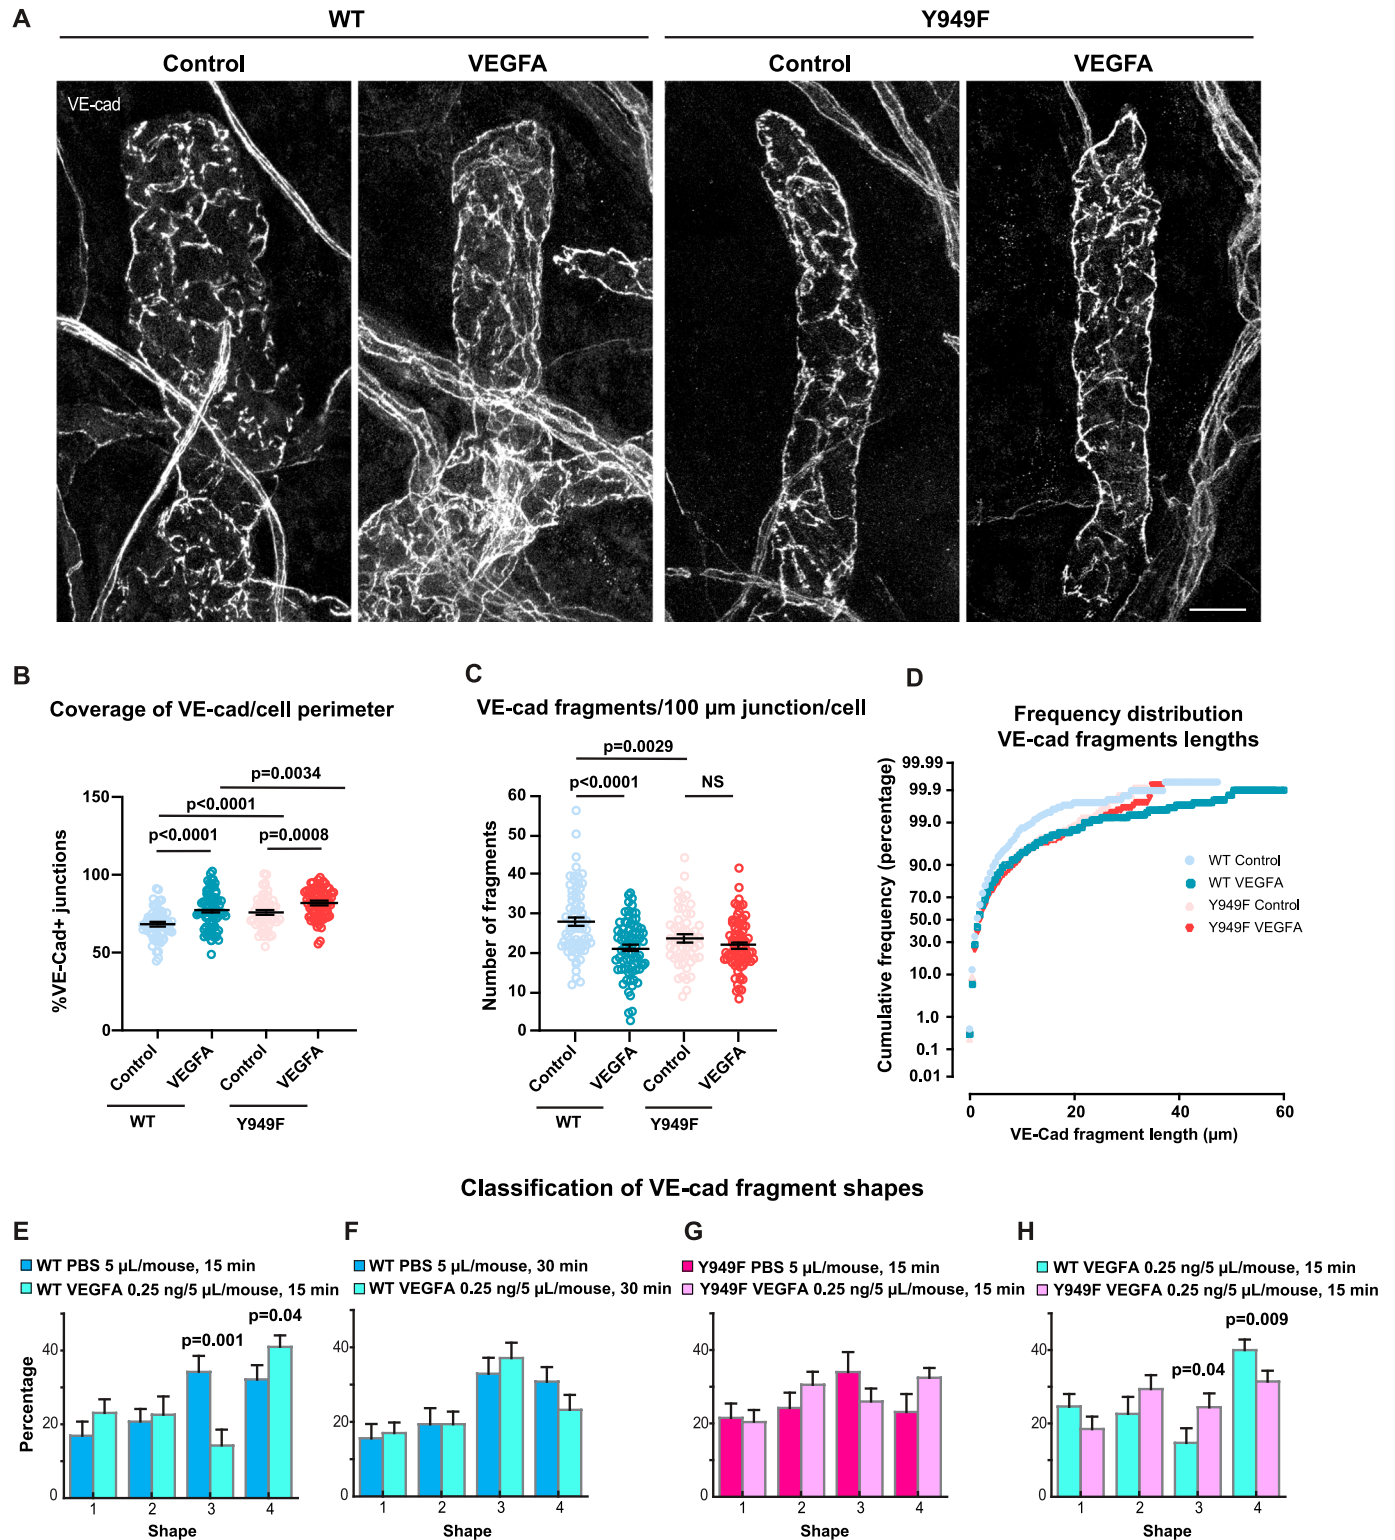 A
WT
Y949F
Control
VEGFA
Control
VEGFA
VE-cad
B
Coverage of VE-cad/cell perimeter
p=0.0034
p<0.0001
p<0.0001
p=0.0008
%VE-Cad+ junctions
150
100
50
0
Control
VEGFA
Control
VEGFA
WT
Y949F
C
VE-cad fragments/100 µm junction/cell
p=0.0029
p<0.0001
NS
Number of fragments
60
50
40
30
20
10
0
Control
VEGFA
Control
VEGFA
WT
Y949F
D
Frequency distribution
VE-cad fragments lengths
Cumulative frequency (percentage)
99.99
99.9
99.0
90.0
70.0
50.0
30.0
10.0
1.0
0.1
0.01
WT Control
WT VEGFA
Y949F Control
Y949F VEGFA
0 20 40 60
VE-Cad fragment length (µm)
Classification of VE-cad fragment shapes
E
WT PBS 5 µL/mouse, 15 min
WT VEGFA 0.25 ng/5 µL/mouse, 15 min
p=0.04
p=0.001
Percentage
40
20
0
1 2 3 4
Shape
F
WT PBS 5 µL/mouse, 30 min
WT VEGFA 0.25 ng/5 µL/mouse, 30 min
40
20
0
1 2 3 4
Shape
G
Y949F PBS 5 µL/mouse, 15 min
Y949F VEGFA 0.25 ng/5 µL/mouse, 15 min
40
20
0
1 2 3 4
Shape
H
WT VEGFA 0.25 ng/5 µL/mouse, 15 min
Y949F VEGFA 0.25 ng/5 µL/mouse, 15 min
p=0.009
p=0.04
40
20
0
1 2 3 4
Shape